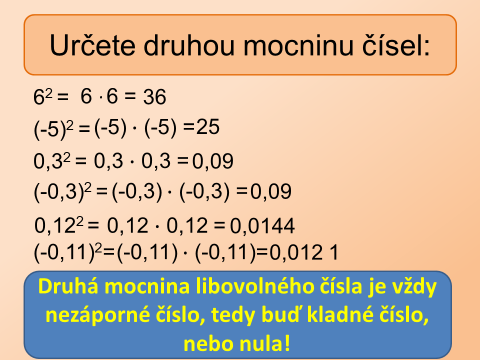 Určete druhou mocninu čísel:
6² = 6 · 6 = 36
(-5)² = (-5) · (-5) = 25
0,3² = 0,3 · 0,3 = 0,09
(-0,3)² = (-0,3) · (-0,3) = 0,09
0,12² = 0,12 · 0,12 = 0,0144
(-0,11)²=(-0,11) · (-0,11)=0,012 1
Druhá mocnina libovolného čísla je vždy
nezáporné číslo, tedy buď kladné číslo,
nebo nula!